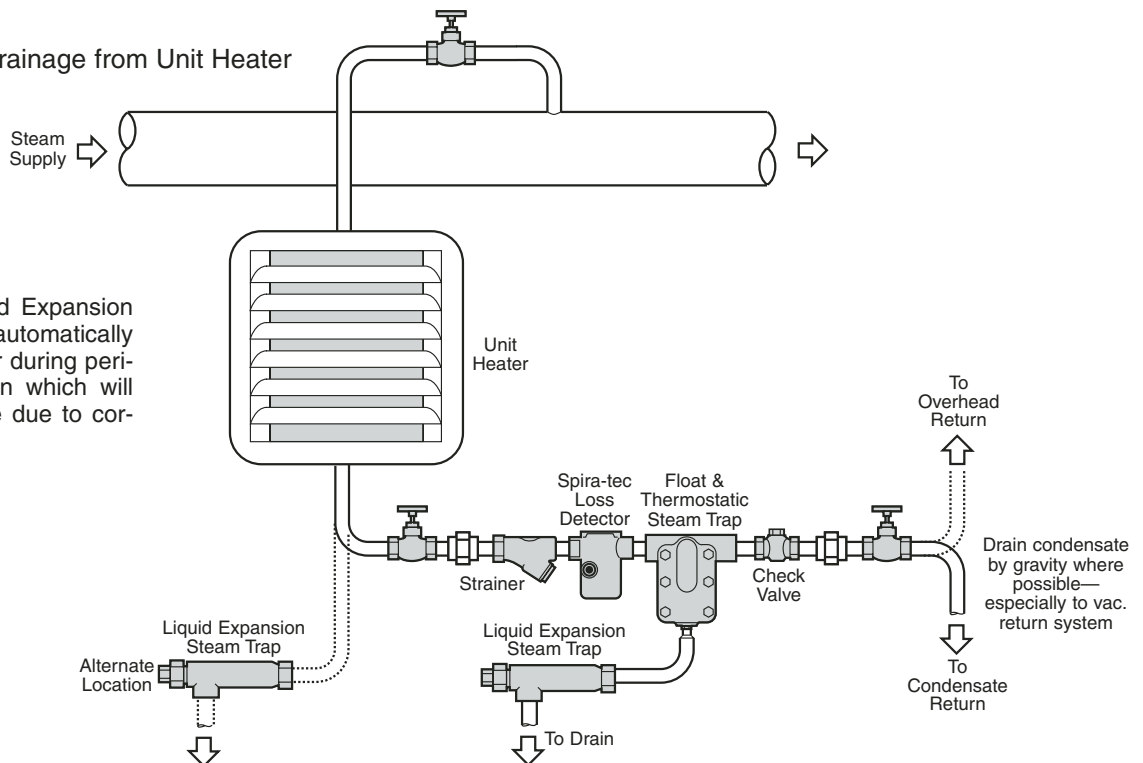 rainage from Unit Heater
Steam
Supply
d Expansion
automatically
r during peri-
n which will
e due to cor-
Unit
Heater
To
Overhead
Return
Spira-tec
Loss
Detector
Float &
Thermostatic
Steam Trap
Strainer
Check
Valve
Drain condensate
by gravity where
possible—
especially to vac.
return system
Liquid Expansion
Steam Trap
Alternate
Location
Liquid Expansion
Steam Trap
To Drain
To
Condensate
Return